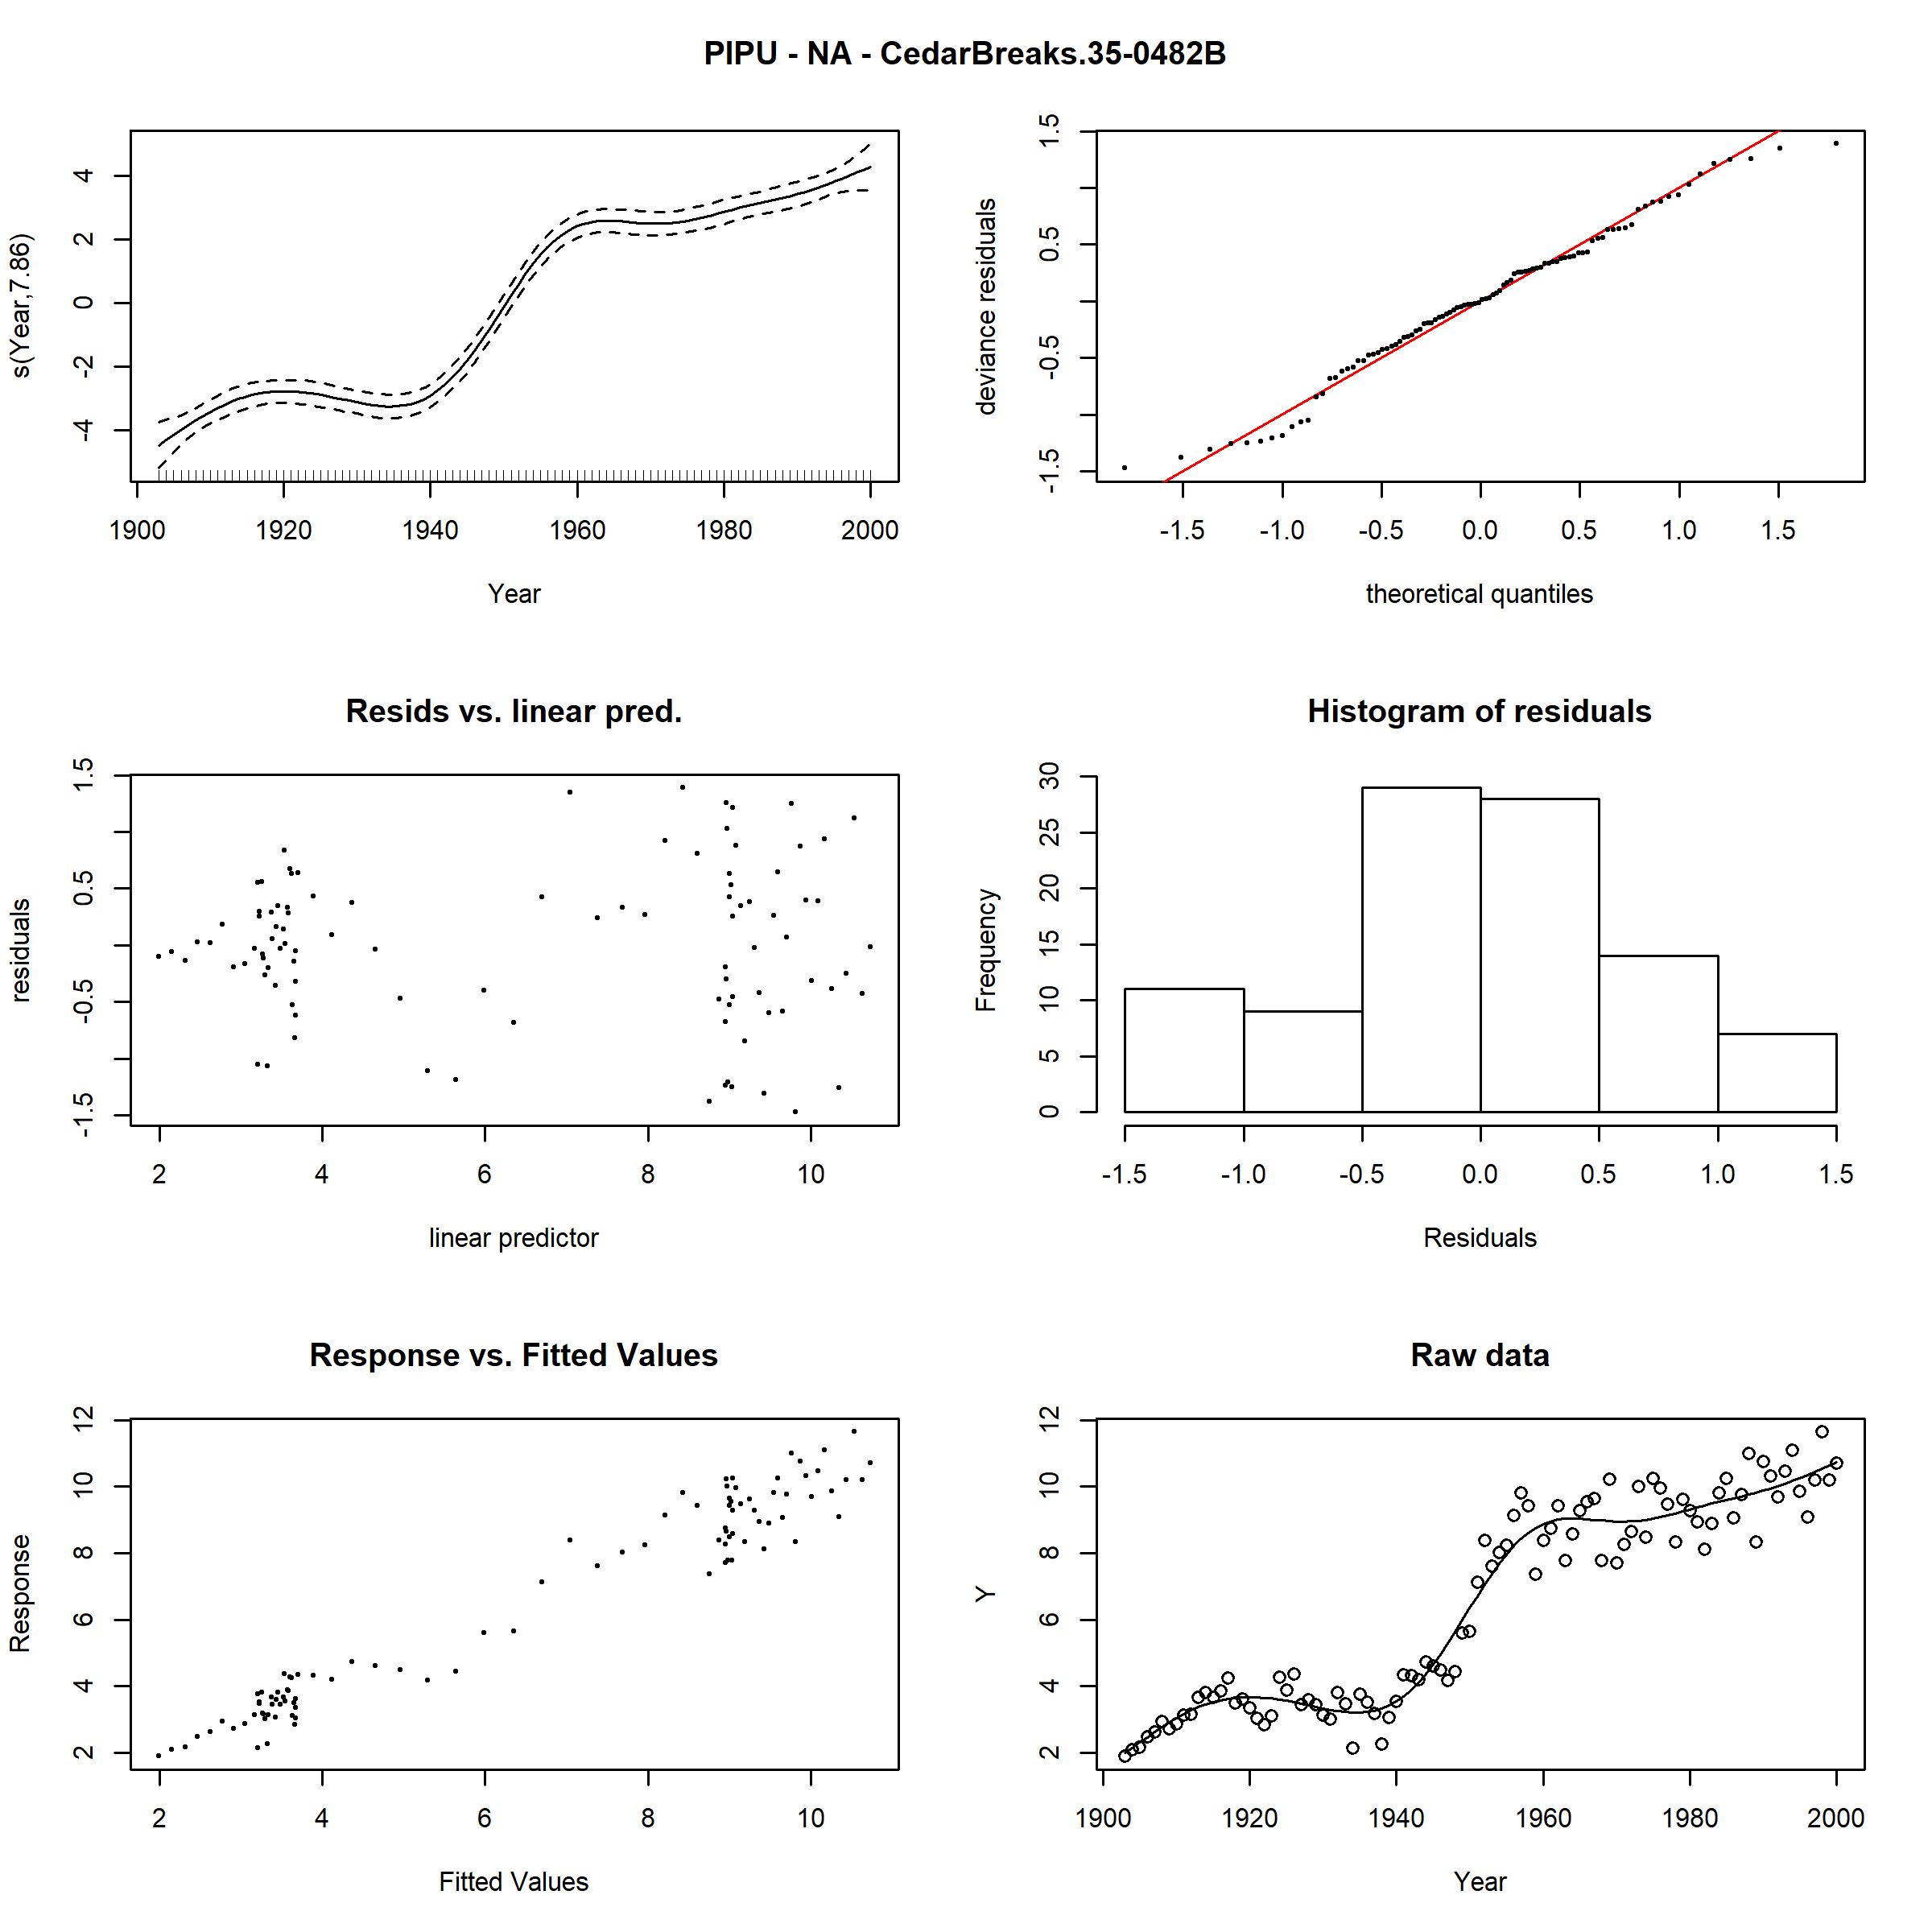 PIPU - NA - CedarBreaks.35-0482B
s(Year,7.86)
4
2
0
-2
-4
1900 1920 1940 1960 1980 2000
Year
deviance residuals
1.5
0.5
-0.5
-1.5
-1.5 -1.0 -0.5 0.0 0.5 1.0 1.5
theoretical quantiles
Resids vs. linear pred.
residuals
1.5
0.5
-0.5
-1.5
2 4 6 8 10
linear predictor
Histogram of residuals
Frequency
30
25
20
15
10
5
0
-1.5 -1.0 -0.5 0.0 0.5 1.0 1.5
Residuals
Response vs. Fitted Values
Response
12
10
8
6
4
2
2 4 6 8 10
Fitted Values
Raw data
Y
12
10
8
6
4
2
1900 1920 1940 1960 1980 2000
Year